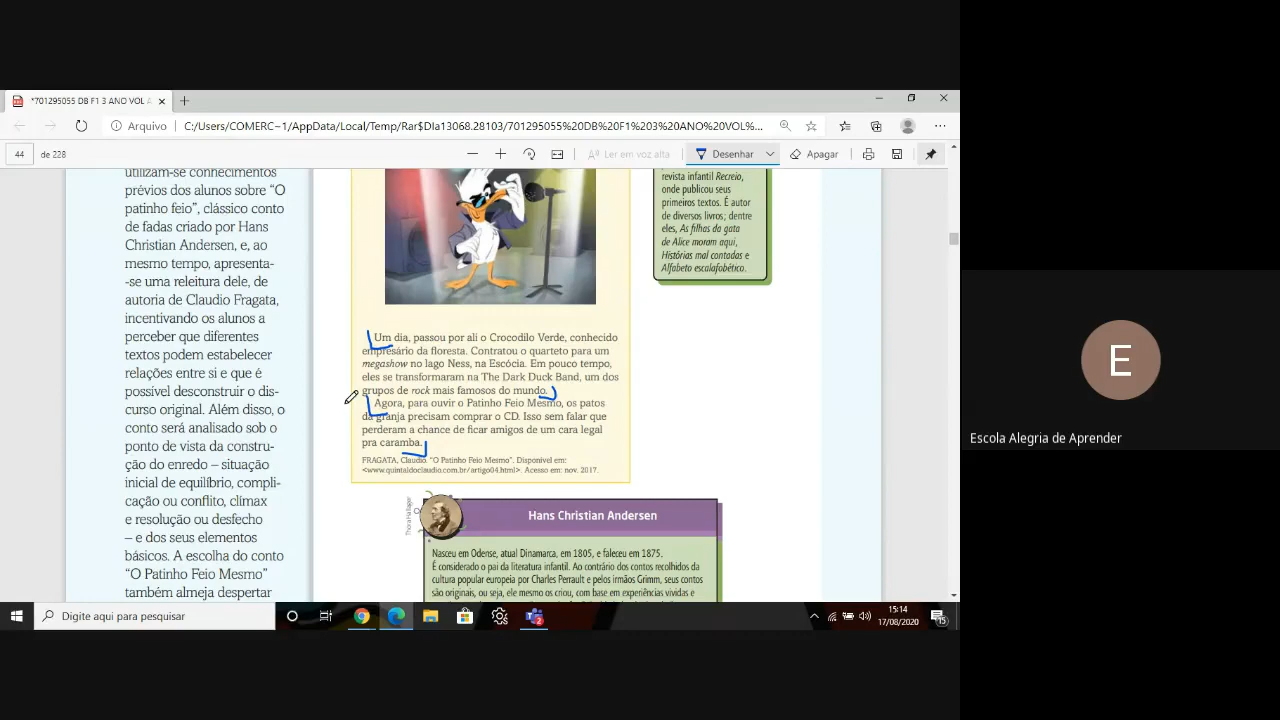 *701295055 DB F1 3 ANO VOL A
Arquivo
C:/Users/COMERC~1/AppData/Local/Temp/Rar$DIa13068.28103/701295055%20DB%20F1%203%20ANO%20VOL%...
44 de 228
Ler em voz alta
Desenhar
Apagar
utilizam-se conhecimentos
prévios dos alunos sobre “O
patinho feio”, clássico conto
de fadas criado por Hans
Christian Andersen, e, ao
mesmo tempo, apresenta-
-se uma releitura dele, de
autoria de Claudio Fragata,
incentivando os alunos a
perceber que diferentes
textos podem estabelecer
relações entre si e que é
possível desconstruir o dis-
curso original. Além disso, o
conto será analisado sob o
ponto de vista da constru-
ção do enredo – situação
inicial de equilíbrio, compli-
cação ou conflito, clímax
e resolução ou desfecho
– e dos seus elementos
básicos. A escolha do conto
“O Patinho Feio Mesmo”
também almeja despertar
revista infantil Recreio,
onde publicou seus
primeiros textos. É autor
de diversos livros; dentre
eles, As filhas da gata
de Alice moram aqui,
Histórias mal contadas e
Alfabeto escalafobético.
Um dia, passou por ali o Crocodilo Verde, conhecido
empresário da floresta. Contratou o quarteto para um
megashow no lago Ness, na Escócia. Em pouco tempo,
eles se transformaram na The Dark Duck Band, um dos
grupos de rock mais famosos do mundo.
Agora, para ouvir o Patinho Feio Mesmo, os patos
da granja precisam comprar o CD. Isso sem falar que
perderam a chance de ficar amigos de um cara legal
pra caramba.
FRAGATA, Claudio. “O Patinho Feio Mesmo”. Disponível em:
<www.quintaldoclaudio.com.br/artigo04.html>. Acesso em: nov. 2017.
Hans Christian Andersen
Nasceu em Odense, atual Dinamarca, em 1805, e faleceu em 1875.
É considerado o pai da literatura infantil. Ao contrário dos contos recolhidos da
cultura popular europeia por Charles Perrault e pelos irmãos Grimm, seus contos
são originais, ou seja, ele mesmo os criou, com base em experiências vividas e
Digite aqui para pesquisar
2
15:14
17/08/2020
15
E
Escola Alegria de Aprender